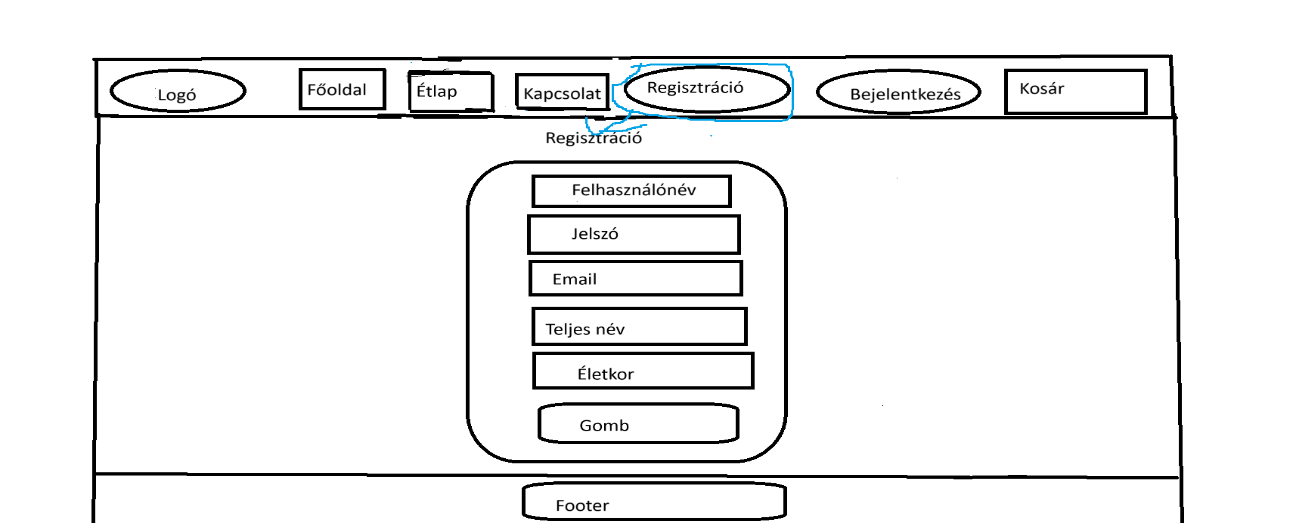 Logó
Főoldal
Étlap
Kapcsolat
Regisztráció
Bejelentkezés
Kosár
Regisztráció
Felhasználónév
Jelszó
Email
Teljes név
Életkor
Gomb
Footer